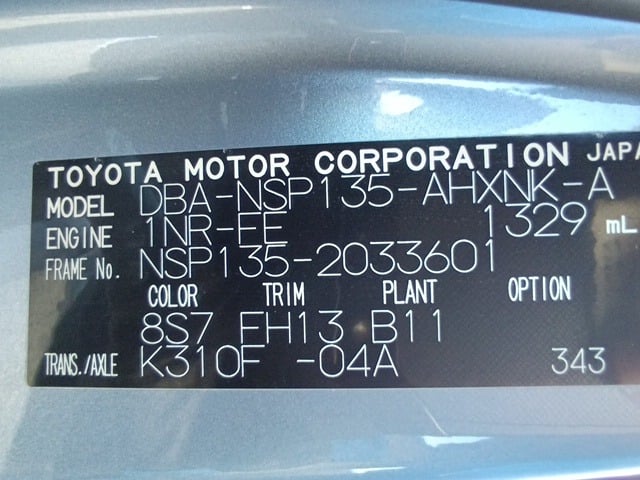 TOYOTA MOTOR CORPORATION JAPA
MODEL DBA-NSP135-AHXNK-A
ENGINE 1NR-FE 1329 mL
FRAME No. NSP135-2033601
COLOR TRIM PLANT OPTION
8S7 FH13 B11
TRANS./AXLE K310F -04A 343